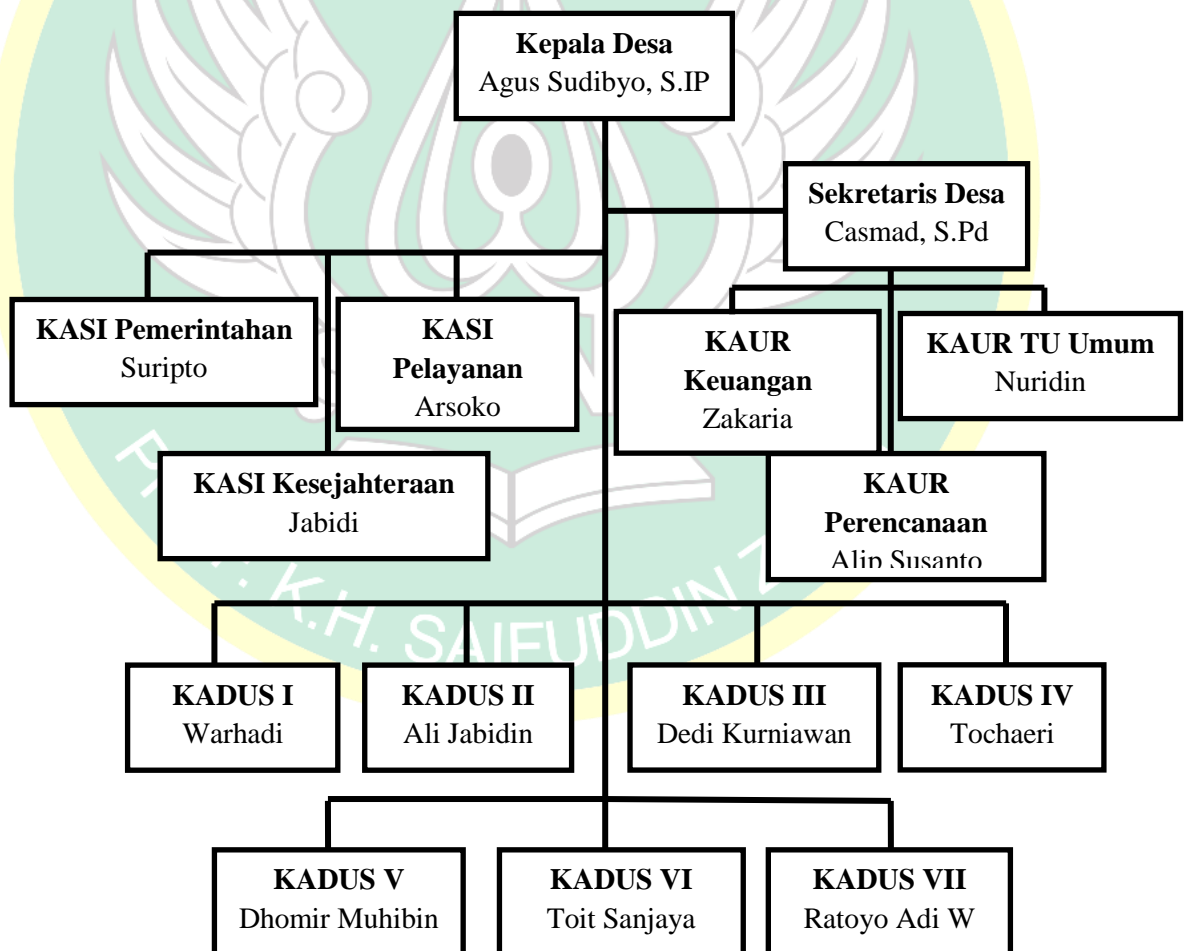 Kepala Desa
Agus Sudibyo, S.IP
Sekretaris Desa
Casmad, S.Pd
KASI Pemerintahan
Suripto
KASI
Pelayanan
Arsoko
KAUR
Keuangan
Zakaria
KAUR TU Umum
Nuridin
KASI Kesejahteraan
Jabidi
KAUR
Perencanaan
Alip Susanto
K.H. SAIFUDDIN
KADUS I
Warhadi
KADUS II
Ali Jabidin
KADUS III
Dedi Kurniawan
KADUS IV
Tochaeri
KADUS V
Dhomir Muhibin
KADUS VI
Toit Sanjaya
KADUS VII
Ratoyo Adi W